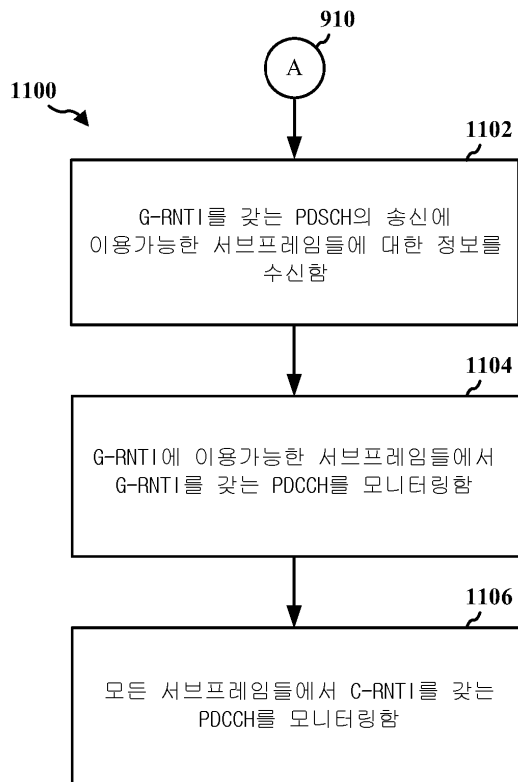 910
A
1100
1102
G-RNTI를 갖는 PDSCH의 송신에
이용가능한 서브프레임들에 대한 정보를
수신함
1104
G-RNTI에 이용가능한 서브프레임들에서
G-RNTI를 갖는 PDCCH를 모니터링함
1106
모든 서브프레임들에서 C-RNTI를 갖는
PDCCH를 모니터링함